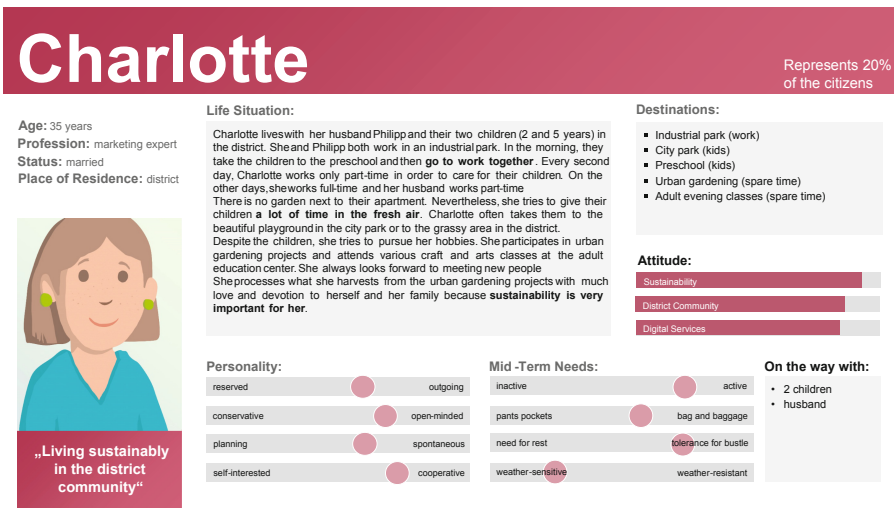 Charlotte
Represents 20%
of the citizens
Age: 35 years
Profession: marketing expert
Status: married
Place of Residence: district
„Living sustainably
in the district
community“
Life Situation:
Charlotte liveswith her husband Philipp and their two children (2 and 5 years) in
the district. She and Philipp both work in an industrial park. In the morning, they
take the children to the preschool and then go to work together. Every second
day, Charlotte works only part-time in order to care for their children. On the
other days, she works full-time and her husband works part-time
There is no garden next to their apartment. Nevertheless, she tries to give their
children a lot of time in the fresh air. Charlotte often takes them to the
beautiful playground in the city park or to the grassy area in the district.
Despite the children, she tries to pursue her hobbies. She participates in urban
gardening projects and attends various craft and arts classes at the adult
education center. She always looks forward to meeting new people
She processes what she harvests from the urban gardening projects with much
love and devotion to herself and her family because sustainability is very
important for her.
Destinations:
▪ Industrial park (work)
▪ City park (kids)
▪ Preschool (kids)
▪ Urban gardening (spare time)
▪ Adult evening classes (spare time)
Attitude:
Sustainability
District Community
Digital Services
Personality:
reserved outgoing
conservative open-minded
planning spontaneous
self-interested cooperative
Mid -Term Needs:
inactive active
pants pockets bag and baggage
need for rest tolerance for bustle
weather-sensitive weather-resistant
On the way with:
• 2 children
• husband